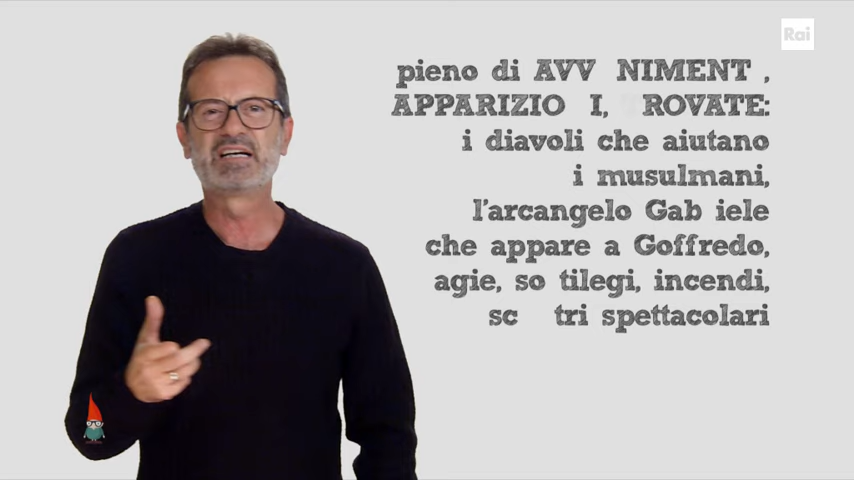 Rai
pieno di AVV NIMENT ,
APPARIZIO I, TROVATE:
i diavoli che aiutano
i musulmani,
l'arcangelo Gab iele
che appare a Goffredo,
agie, so tilegi, incendi,
sc tri spettacolari